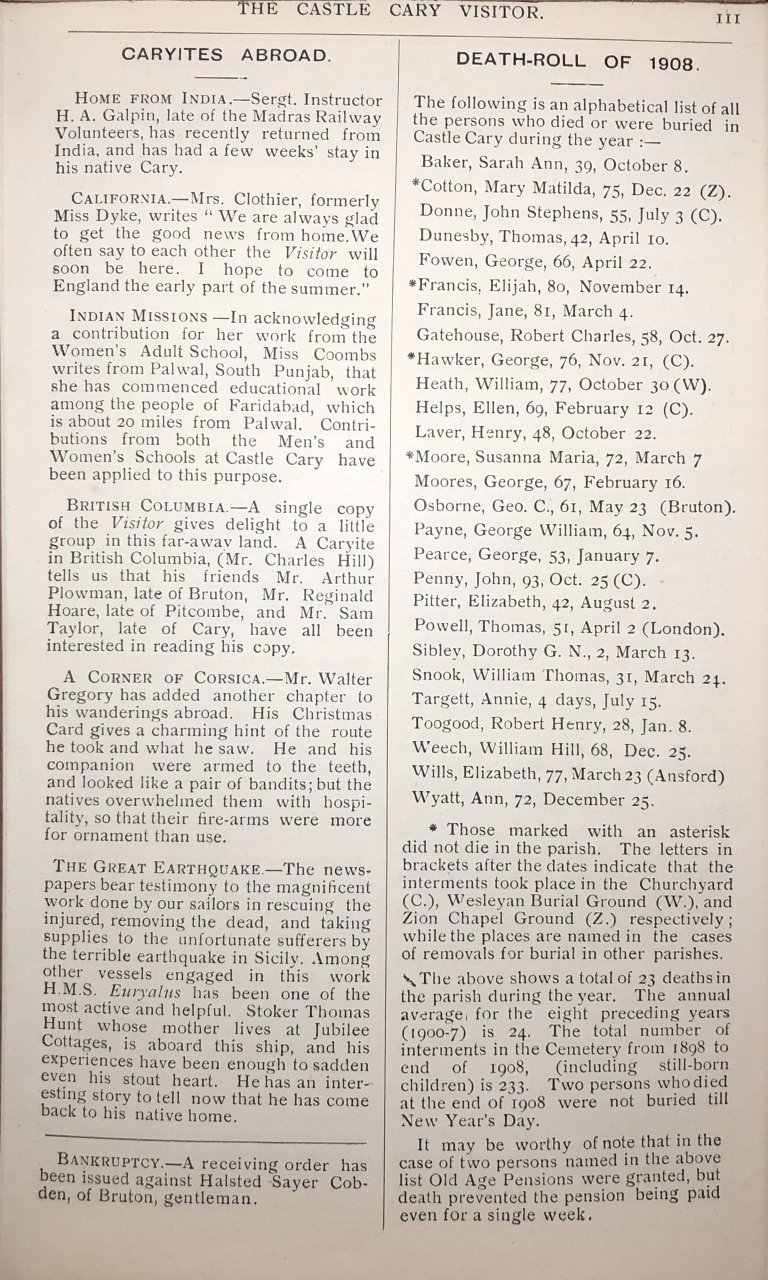 THE CASTLE CARY VISITOR.
III
CARYITES ABROAD.
HOME FROM INDIA.—Sergt. Instructor
H. A. Galpin, late of the Madras Railway
Volunteers, has recently returned from
India, and has had a few weeks' stay in
his native Cary.
CALIFORNIA.—Mrs. Clothier, formerly
Miss Dyke, writes “ We are always glad
to get the good news from home.We
often say to each other the Visitor will
soon be here. I hope to come to
England the early part of the summer.”
INDIAN MISSIONS —In acknowledging
a contribution for her work from the
Women's Adult School, Miss Coombs
writes from Palwal, South Punjab, that
she has commenced educational work
among the people of Faridabad, which
is about 20 miles from Palwal. Contri-
butions from both the Men's and
Women's Schools at Castle Cary have
been applied to this purpose.
BRITISH COLUMBIA.—A single copy
of the Visitor gives delight to a little
group in this far-away land. A Caryite
in British Columbia, (Mr. Charles Hill)
tells us that his friends Mr. Arthur
Plowman, late of Bruton, Mr. Reginald
Hoare, late of Pitcombe, and Mr. Sam
Taylor, late of Cary, have all been
interested in reading his copy.
A CORNER OF CORSICA.—Mr. Walter
Gregory has added another chapter to
his wanderings abroad. His Christmas
Card gives a charming hint of the route
he took and what he saw. He and his
companion were armed to the teeth,
and looked like a pair of bandits; but the
natives overwhelmed them with hospi-
tality, so that their fire-arms were more
for ornament than use.
THE GREAT EARTHQUAKE.—The news-
papers bear testimony to the magnificent
work done by our sailors in rescuing the
injured, removing the dead, and taking
supplies to the unfortunate sufferers by
the terrible earthquake in Sicily. Among
other vessels engaged in this work
H.M.S. Euryalus has been one of the
most active and helpful. Stoker Thomas
Hunt whose mother lives at Jubilee
Cottages, is aboard this ship, and his
experiences have been enough to sadden
even his stout heart. He has an inter-
esting story to tell now that he has come
back to his native home.
BANKRUPTCY.—A receiving order has
been issued against Halsted Sayer Cob-
den, of Bruton, gentleman.
DEATH-ROLL OF 1908.
The following is an alphabetical list of all
the persons who died or were buried in
Castle Cary during the year :—
Baker, Sarah Ann, 39, October 8.
*Cotton, Mary Matilda, 75, Dec. 22 (Z).
Donne, John Stephens, 55, July 3 (C).
Dunesby, Thomas, 42, April 10.
Fowen, George, 66, April 22.
*Francis, Elijah, 80, November 14.
Francis, Jane, 81, March 4.
Gatehouse, Robert Charles, 58, Oct. 27.
*Hawker, George, 76, Nov. 21, (C).
Heath, William, 77, October 30 (W).
Helps, Ellen, 69, February 12 (C).
Laver, Henry, 48, October 22.
*Moore, Susanna Maria, 72, March 7
Moores, George, 67, February 16.
Osborne, Geo. C., 61, May 23 (Bruton).
Payne, George William, 64, Nov. 5.
Pearce, George, 53, January 7.
Penny, John, 93, Oct. 25 (C).
Pitter, Elizabeth, 42, August 2.
Powell, Thomas, 51, April 2 (London).
Sibley, Dorothy G. N., 2, March 13.
Snook, William Thomas, 31, March 24.
Targett, Annie, 4 days, July 15.
Toogood, Robert Henry, 28, Jan. 8.
Weech, William Hill, 68, Dec. 25.
Wills, Elizabeth, 77, March 23 (Ansford)
Wyatt, Ann, 72, December 25.
* Those marked with an asterisk
did not die in the parish. The letters in
brackets after the dates indicate that the
interments took place in the Churchyard
(C.), Wesleyan Burial Ground (W.), and
Zion Chapel Ground (Z.) respectively ;
while the places are named in the cases
of removals for burial in other parishes.
The above shows a total of 23 deaths in
the parish during the year. The annual
average, for the eight preceding years
(1900-7) is 24. The total number of
interments in the Cemetery from 1898 to
end of 1908, (including still-born
children) is 233. Two persons who died
at the end of 1908 were not buried till
New Year's Day.
It may be worthy of note that in the
case of two persons named in the above
list Old Age Pensions were granted, but
death prevented the pension being paid
even for a single week.